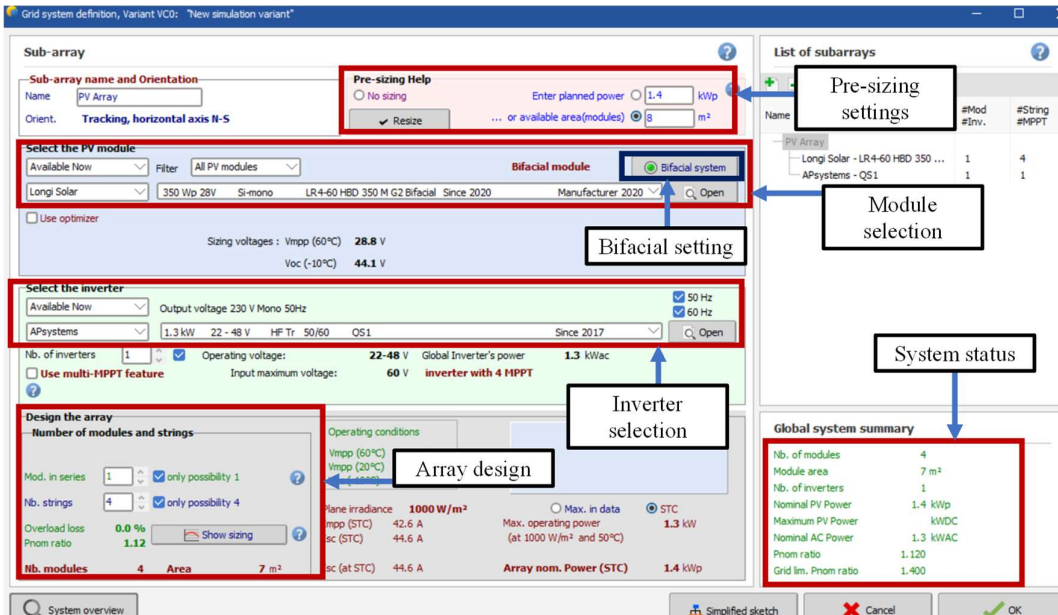 Grid system definition, Variant VC0:   "New simulation variant"
Sub-array
Sub-array name and Orientation
Name   PV Array
Orient.   Tracking, horizontal axis N-S
Pre-sizing Help
No sizing   Enter planned power   1.4   kWp
Resize   ... or available area(modules)   8   m²
Select the PV module
Available Now   Filter   All PV modules   Bifacial module   Bifacial system
Longi Solar   350 Wp 28V   Si-mono   LR4-60 HBD 350 M G2 Bifacial   Since 2020   Manufacturer 2020   Open
Use optimizer
Sizing voltages : Vmpp (60°C)   28.8 V
Voc (-10°C)   44.1 V
Bifacial setting
Select the inverter
Available Now   Output voltage 230 V Mono 50Hz
50 Hz
60 Hz
APsystems   1.3 kW   22 - 48 V   HF Tr   50/60   QS1   Since 2017   Open
Nb. of inverters   1   Operating voltage:   22-48 V   Global Inverter's power   1.3 kWac
Use multi-MPPT feature   Input maximum voltage:   60 V   inverter with 4 MPPT
Inverter
selection
Design the array
Number of modules and strings
Mod. in series   1   only possibility 1
Nb. strings   4   only possibility 4
Overload loss   0.0 %
Pnom ratio   1.12
Show sizing
Nb. modules   4   Area   7 m²
Operating conditions
Vmpp (60°C)
Vmpp (20°C)
Array design
Plane irradiance   1000 W/m²   Max. in data   STC
Impp (STC)   42.6 A   Max. operating power   1.3 kW
Isc (STC)   44.6 A   (at 1000 W/m² and 50°C)
Isc (at STC)   44.6 A   Array nom. Power (STC)   1.4 kWp
List of subarrays
Pre-sizing
settings
Name   #Mod   #String
#Inv.   #MPPT
PV Array
Longi Solar - LR4-60 HBD 350 ...   1   4
APsystems - QS1   1   1
Module
selection
System status
Global system summary
Nb. of modules   4
Module area   7 m²
Nb. of inverters   1
Nominal PV Power   1.4 kWp
Maximum PV Power   kWDC
Nominal AC Power   1.3 kWAC
Pnom ratio   1.120
Grid lim. Pnom ratio   1.400
System overview   Simplified sketch   Cancel   OK